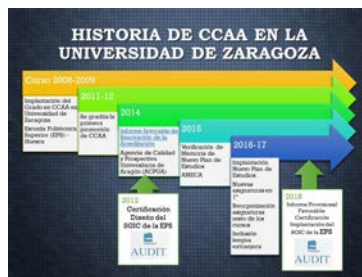 HISTORIA DE CCAA EN LA
UNIVERSIDAD DE ZARAGOZA
Curso 2008-2009
Implantación del
Grado en CCAA en
Universidad de
Zaragoza
Escuela Politécnica
Superior (EPS) -
Huesca
2011-12
Se gradúa la
primera
promoción de
CCAA
2014
Informe favorable de
Renovación de la
Acreditación
Agencia de Calidad
y Prospectiva
Universitaria de
Aragón (ACPUA)
2015
Verificación de
Memoria de
Nuevo Plan de
Estudios
ANECA
2016-17
Implantación
Nuevo Plan de
Estudios:
Nuevas
asignaturas en
1º
Reorganización
asignaturas
resto de los
cursos
Inclusión
lengua
extranjera
2012
Certificación
Diseño del
SGIC de la EPS
AUDIT
2018
Informe Provisional
Favorable
Certificación
Implantación del
SGIC de la EPS
AUDIT